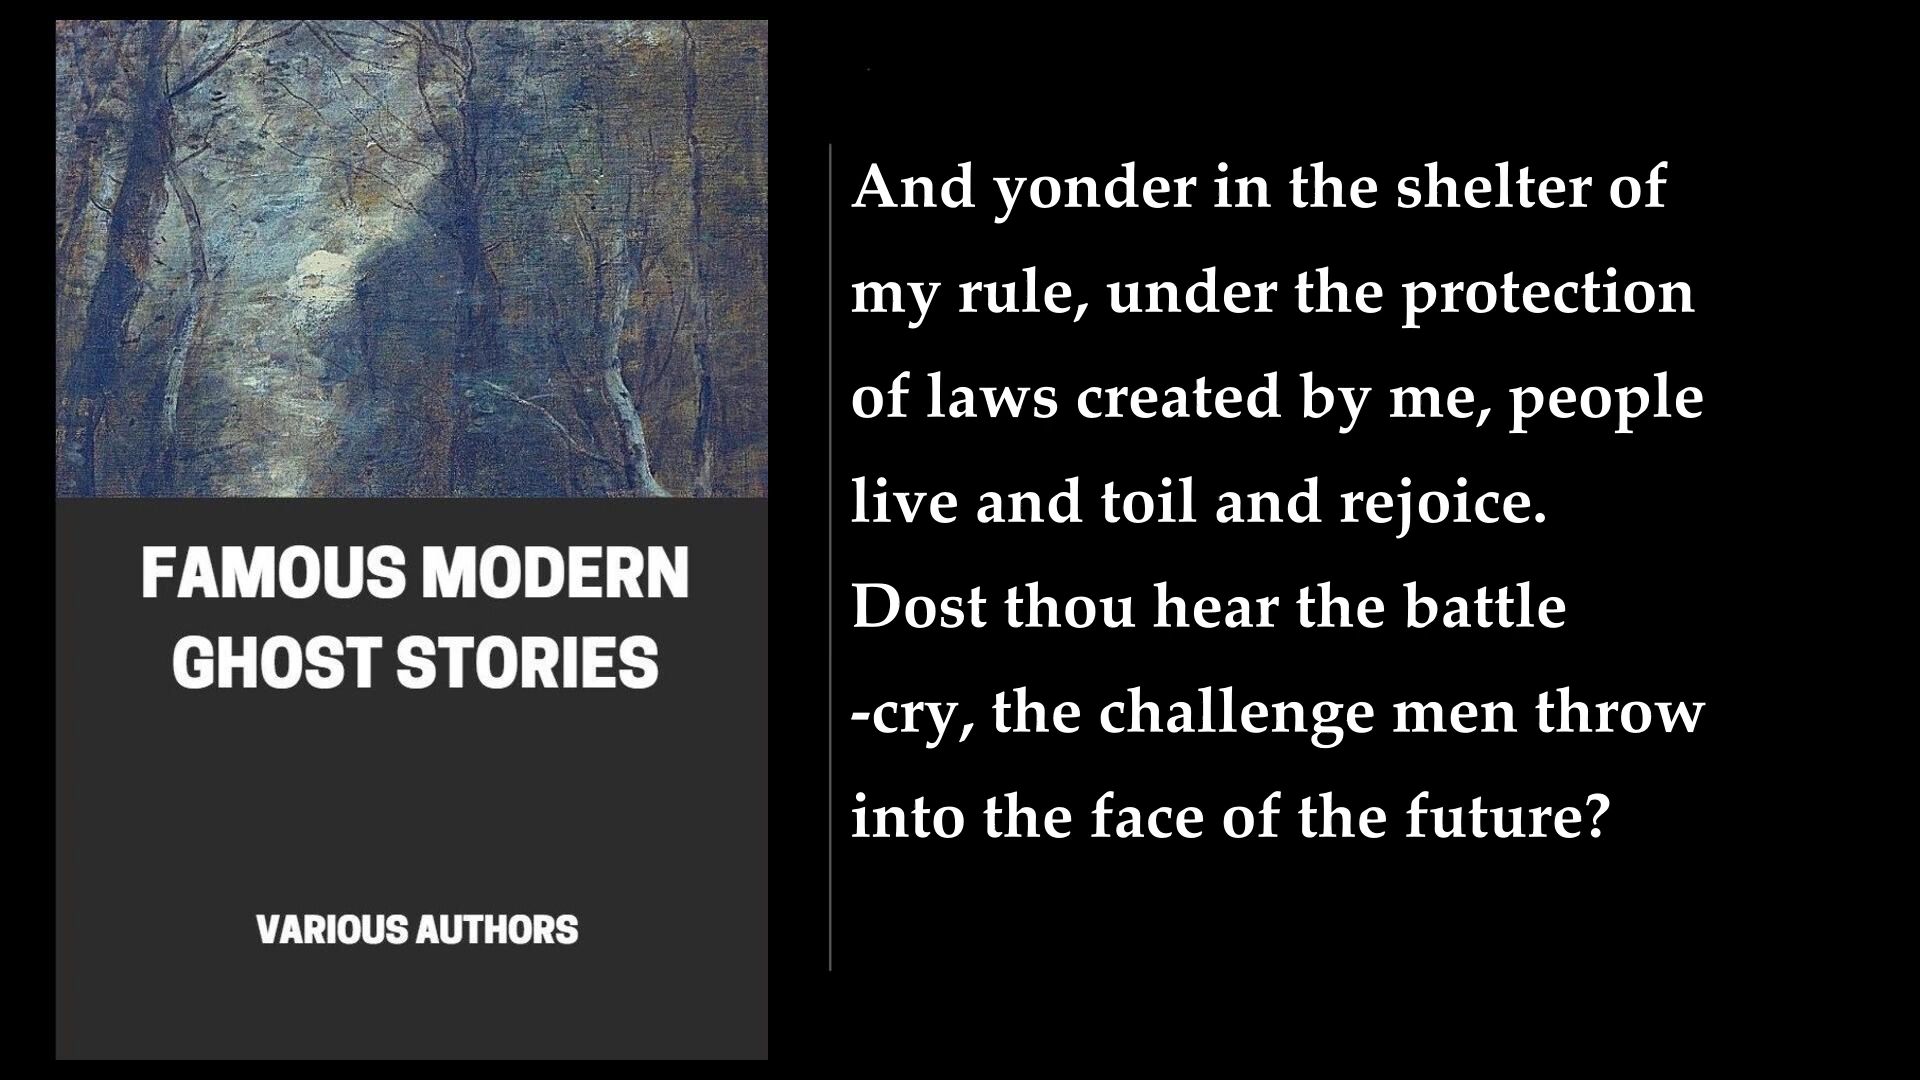 FAMOUS MODERN
GHOST STORIES
VARIOUS AUTHORS
And yonder in the shelter of
my rule, under the protection
of laws created by me, people
live and toil and rejoice.
Dost thou hear the battle
-cry, the challenge men throw
into the face of the future?